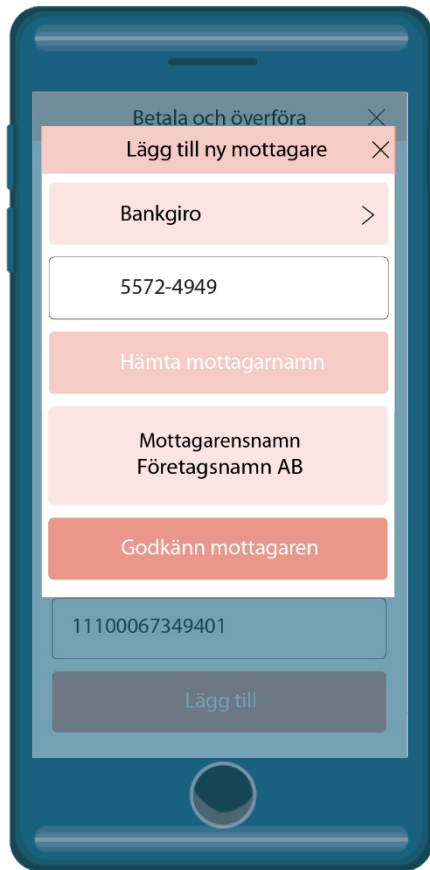 Betala och överföra
Lägg till ny mottagare
Bankgiro
5572-4949
Hämta mottagarnamn
Mottagarensnamn
Företagsnamn AB
Godkänn mottagaren
11100067349401
Lägg till